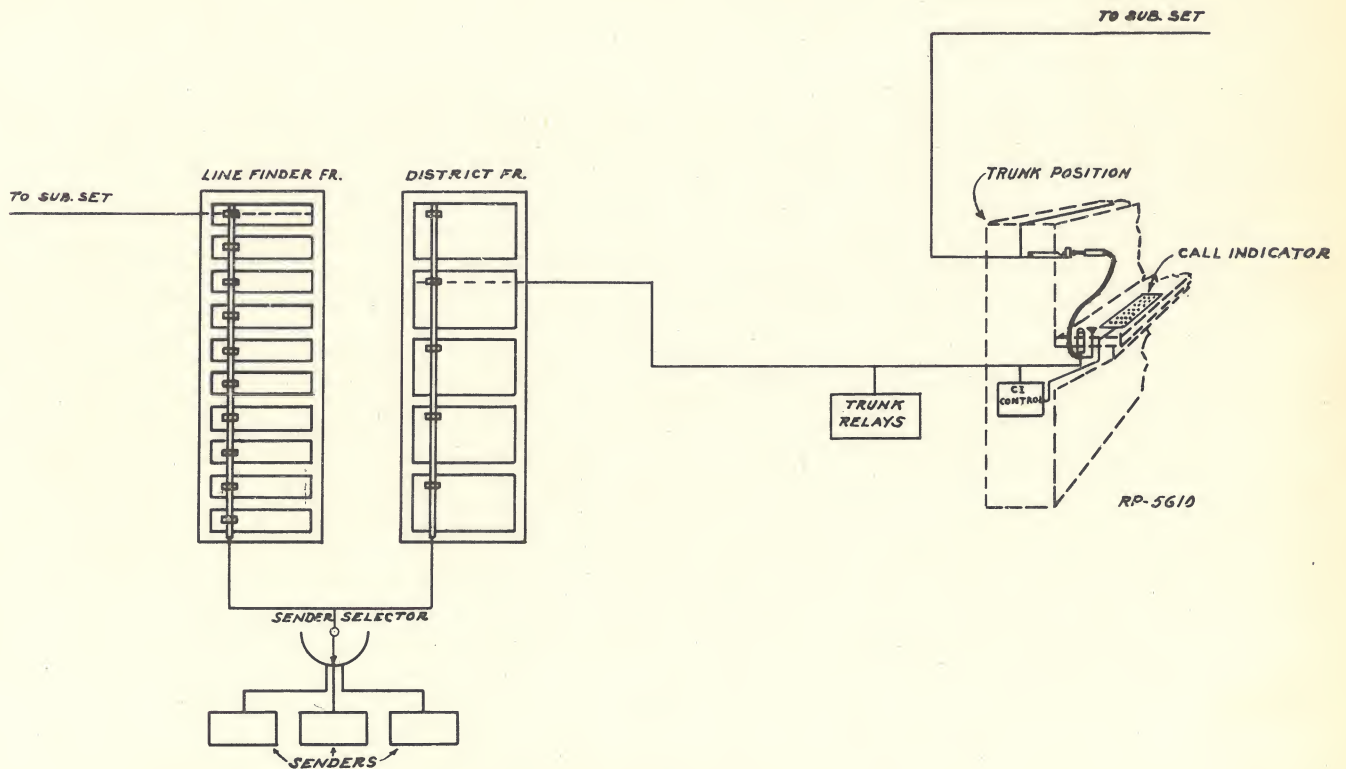 TO SUB. SET
LINE FINDER FR.
DISTRICT FR.
TO SUB. SET
TRUNK POSITION
CALL INDICATOR
TRUNK
RELAYS
C.I.
CONTROL
RP-5610
SENDER SELECTOR
SENDERS